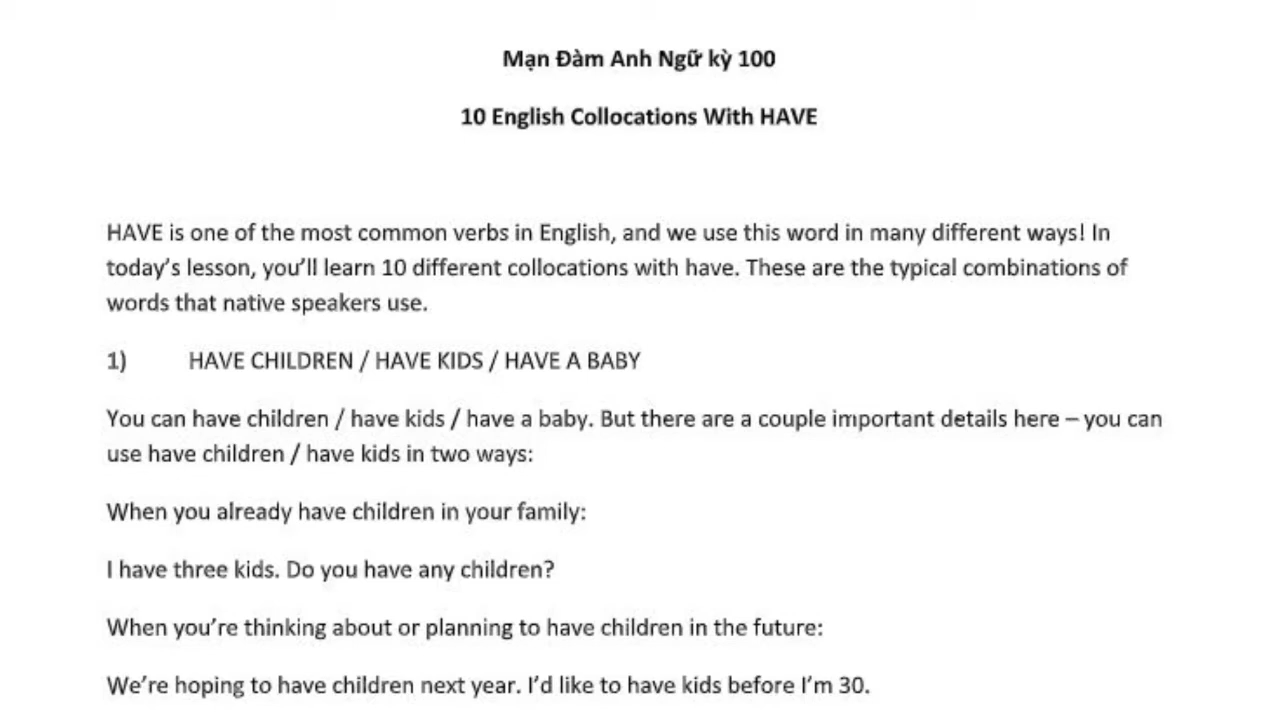 Mạn Đàm Anh Ngữ kỳ 100
10 English Collocations With HAVE
HAVE is one of the most common verbs in English, and we use this word in many different ways! In
today’s lesson, you’ll learn 10 different collocations with have. These are the typical combinations of
words that native speakers use.
1) HAVE CHILDREN / HAVE KIDS / HAVE A BABY
You can have children / have kids / have a baby. But there are a couple important details here – you can
use have children / have kids in two ways:
When you already have children in your family:
I have three kids. Do you have any children?
When you’re thinking about or planning to have children in the future:
We’re hoping to have children next year. I’d like to have kids before I’m 30.